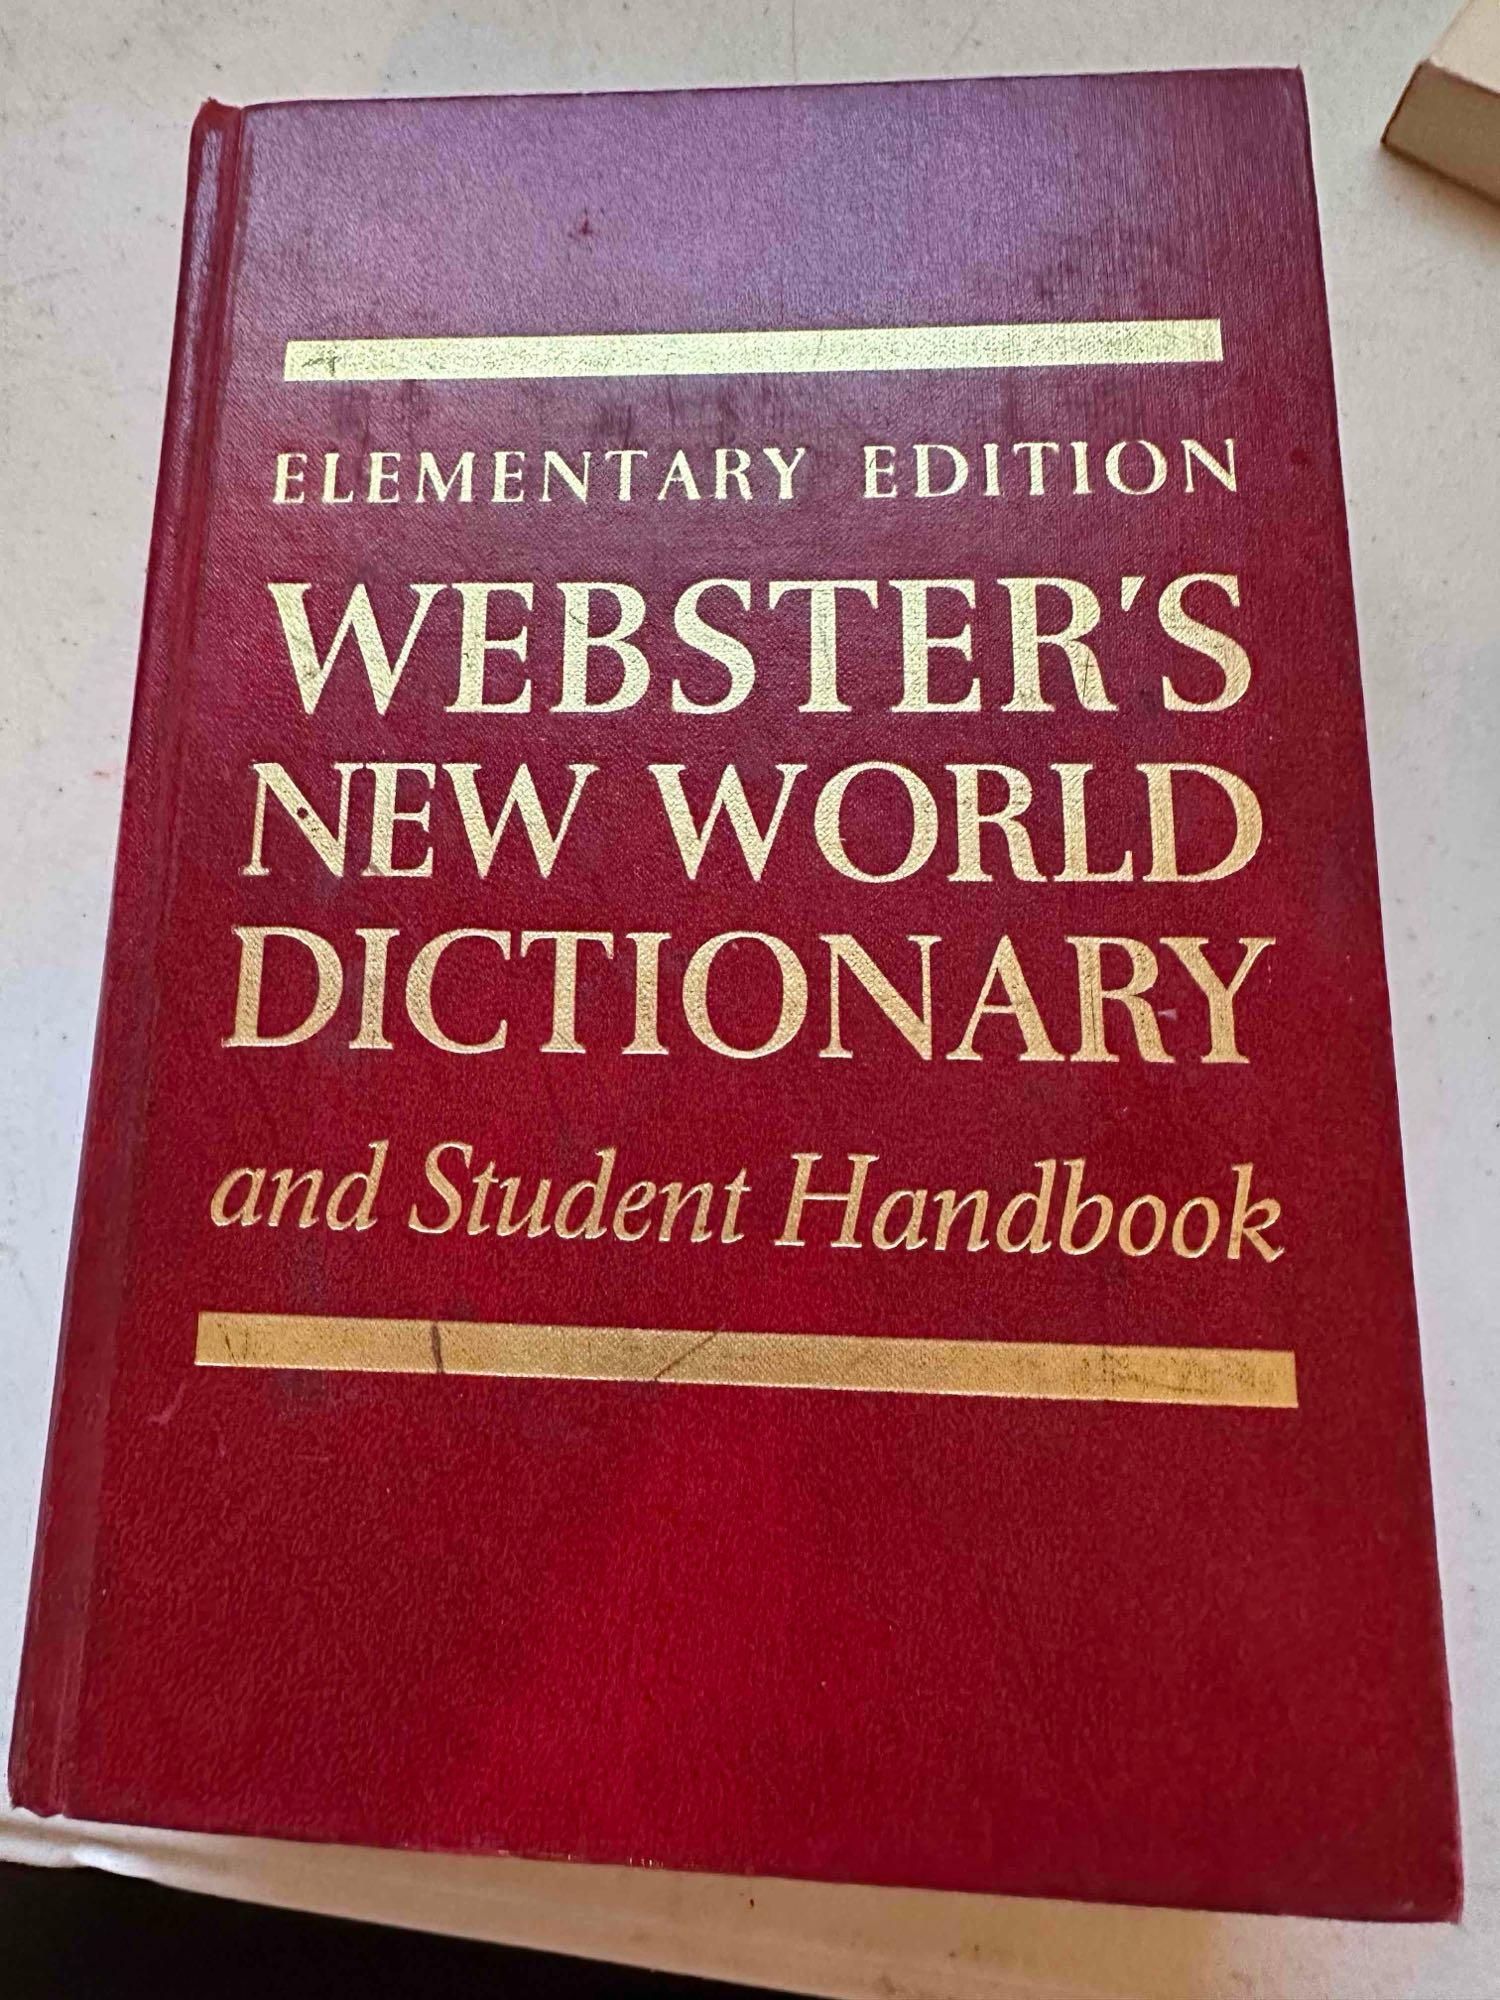 ELEMENTARY EDITION
WEBSTER'S
NEW WORLD
DICTIONARY
and Student Handbook